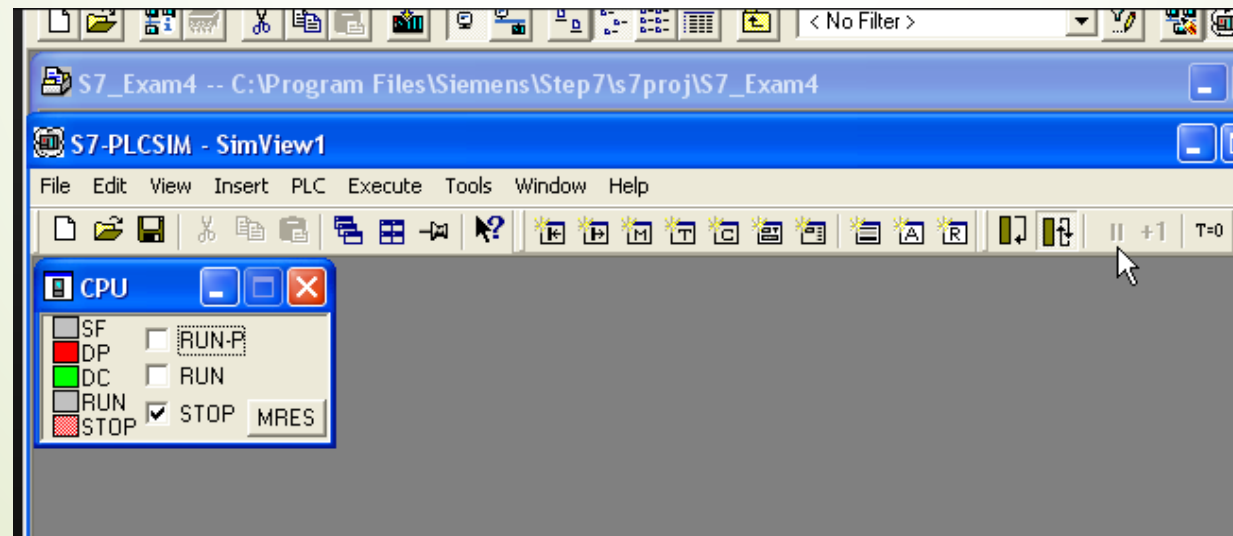 < No Filter >
S7_Exam4 -- C:\Program Files\Siemens\Step7\s7proj\S7_Exam4
S7-PLCSIM - SimView1
File Edit View Insert PLC Execute Tools Window Help
+1 T=0
CPU
SF
DP
DC
RUN
STOP
RUN-P
RUN
STOP MRES